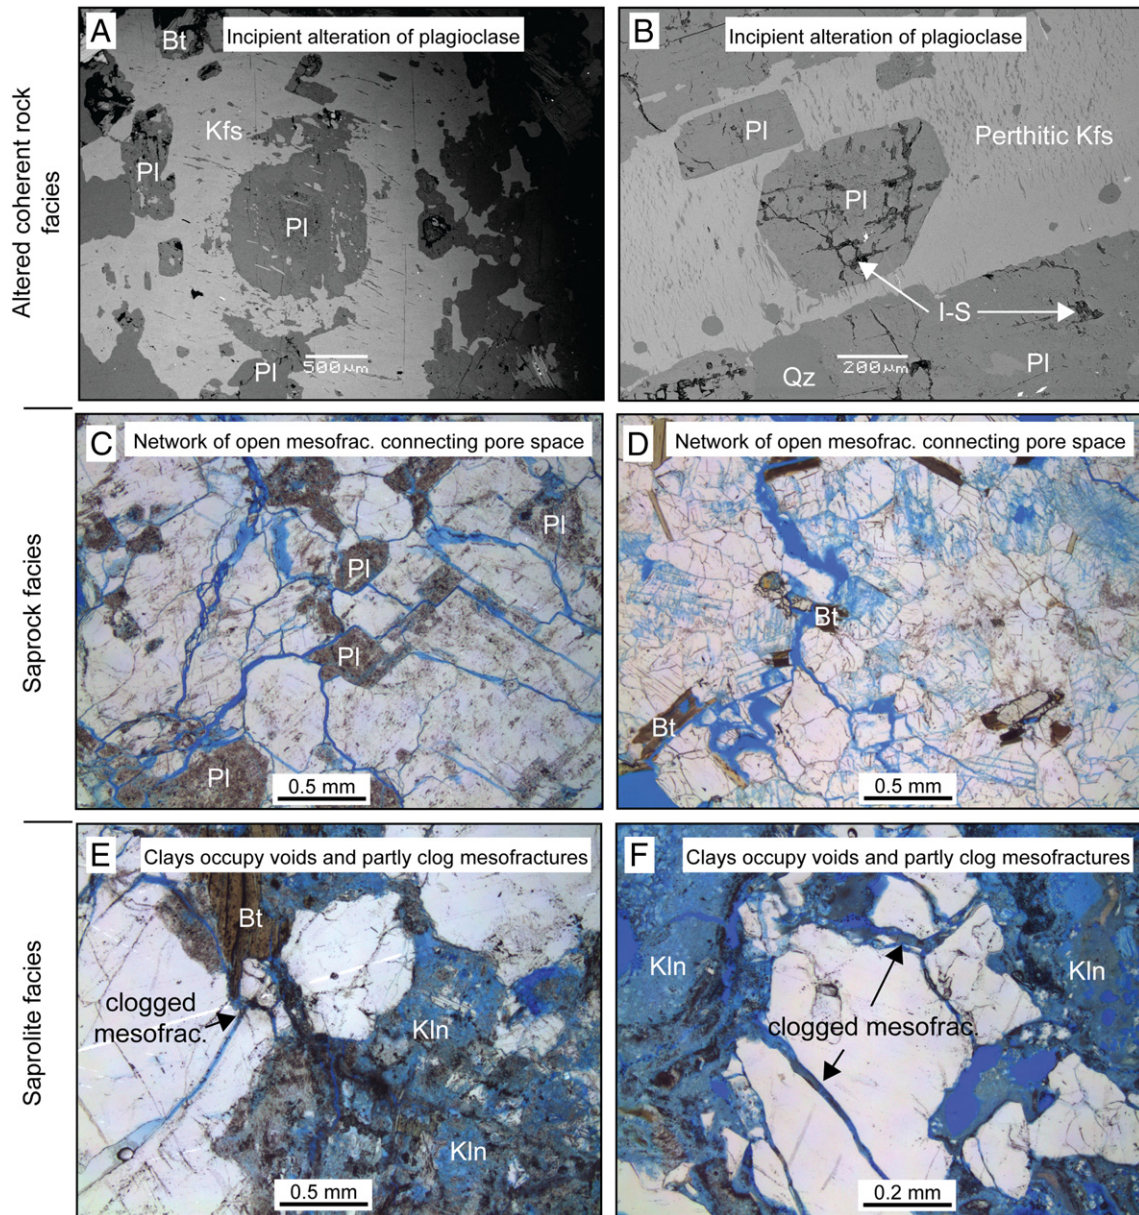 Altered coherent rock
facies
A
Incipient alteration of plagioclase
Bt
Kfs
Pl
Pl
Pl
500µm
B
Incipient alteration of plagioclase
Pl
Perthitic Kfs
Pl
I-S
Qz
200µm
Pl
Saprock facies
C
Network of open mesofrac. connecting pore space
Pl
Pl
Pl
Pl
0.5 mm
D
Network of open mesofrac. connecting pore space
Bt
Bt
0.5 mm
Saprolite facies
E
Clays occupy voids and partly clog mesofractures
Bt
clogged
mesofrac.
Kln
Kln
0.5 mm
F
Clays occupy voids and partly clog mesofractures
Kln
Kln
clogged mesofrac.
0.2 mm